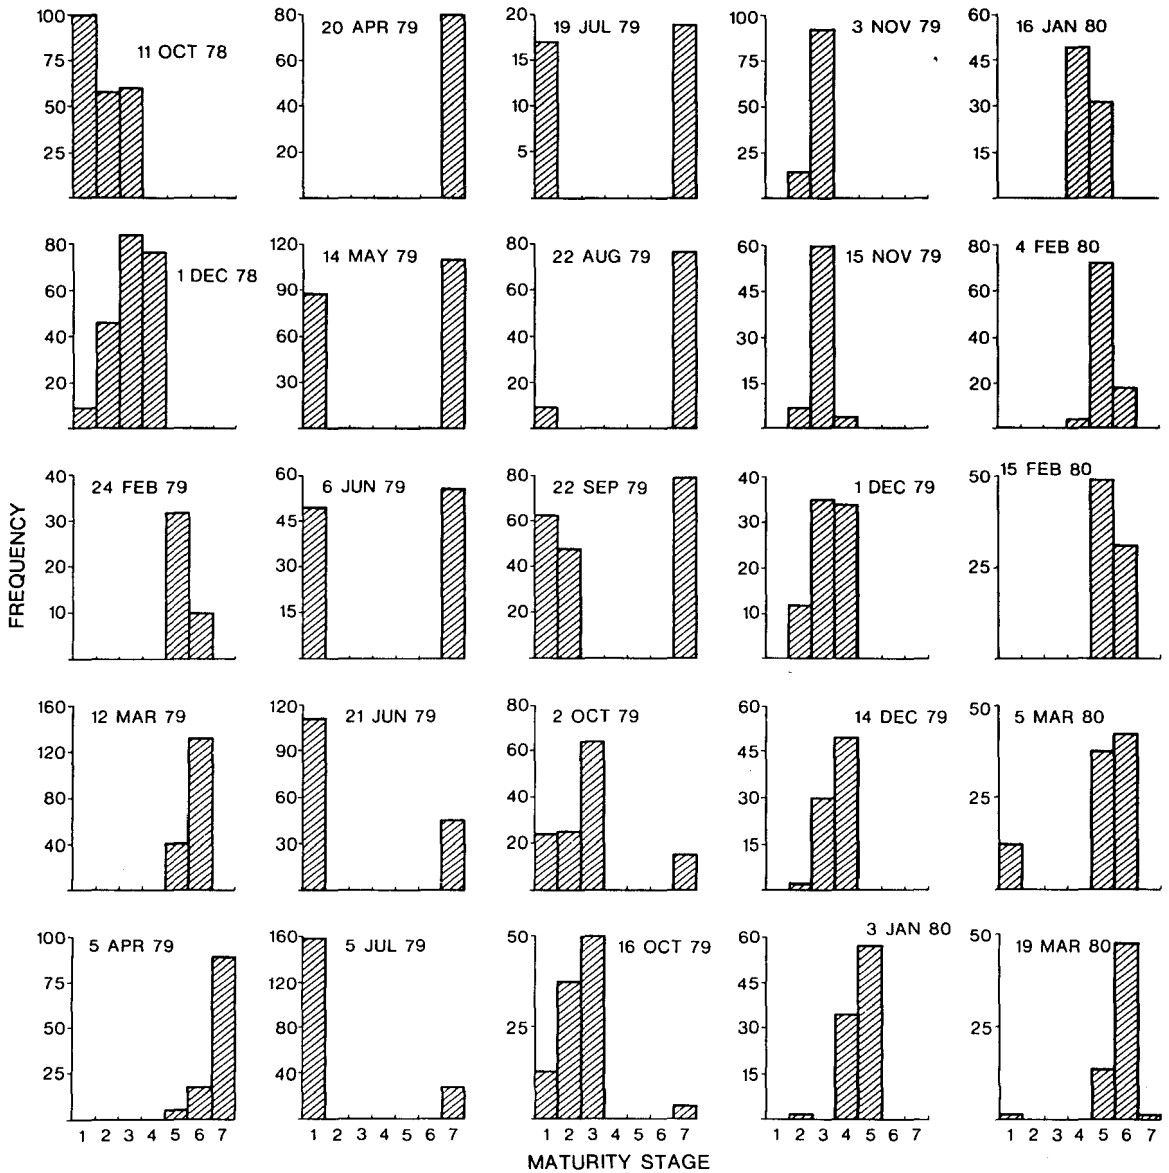 100
75
50
25
11 OCT 78
80
60
40
20
20 APR 79
20
15
10
5
19 JUL 79
100
75
50
25
3 NOV 79
60
45
30
15
16 JAN 80
80
60
40
20
1 DEC 78
120
90
60
30
14 MAY 79
80
60
40
20
22 AUG 79
60
45
30
15
15 NOV 79
80
60
40
20
4 FEB 80
FREQUENCY
40
30
20
10
24 FEB 79
60
45
30
15
6 JUN 79
80
60
40
20
22 SEP 79
40
30
20
10
1 DEC 79
50
25
15 FEB 80
160
120
80
40
12 MAR 79
120
90
60
30
21 JUN 79
80
60
40
20
2 OCT 79
60
45
30
15
14 DEC 79
50
25
5 MAR 80
100
75
50
25
5 APR 79
160
120
80
40
5 JUL 79
50
25
16 OCT 79
60
45
30
15
3 JAN 80
50
25
19 MAR 80
1 2 3 4 5 6 7
1 2 3 4 5 6 7
1 2 3 4 5 6 7
1 2 3 4 5 6 7
1 2 3 4 5 6 7
MATURITY STAGE